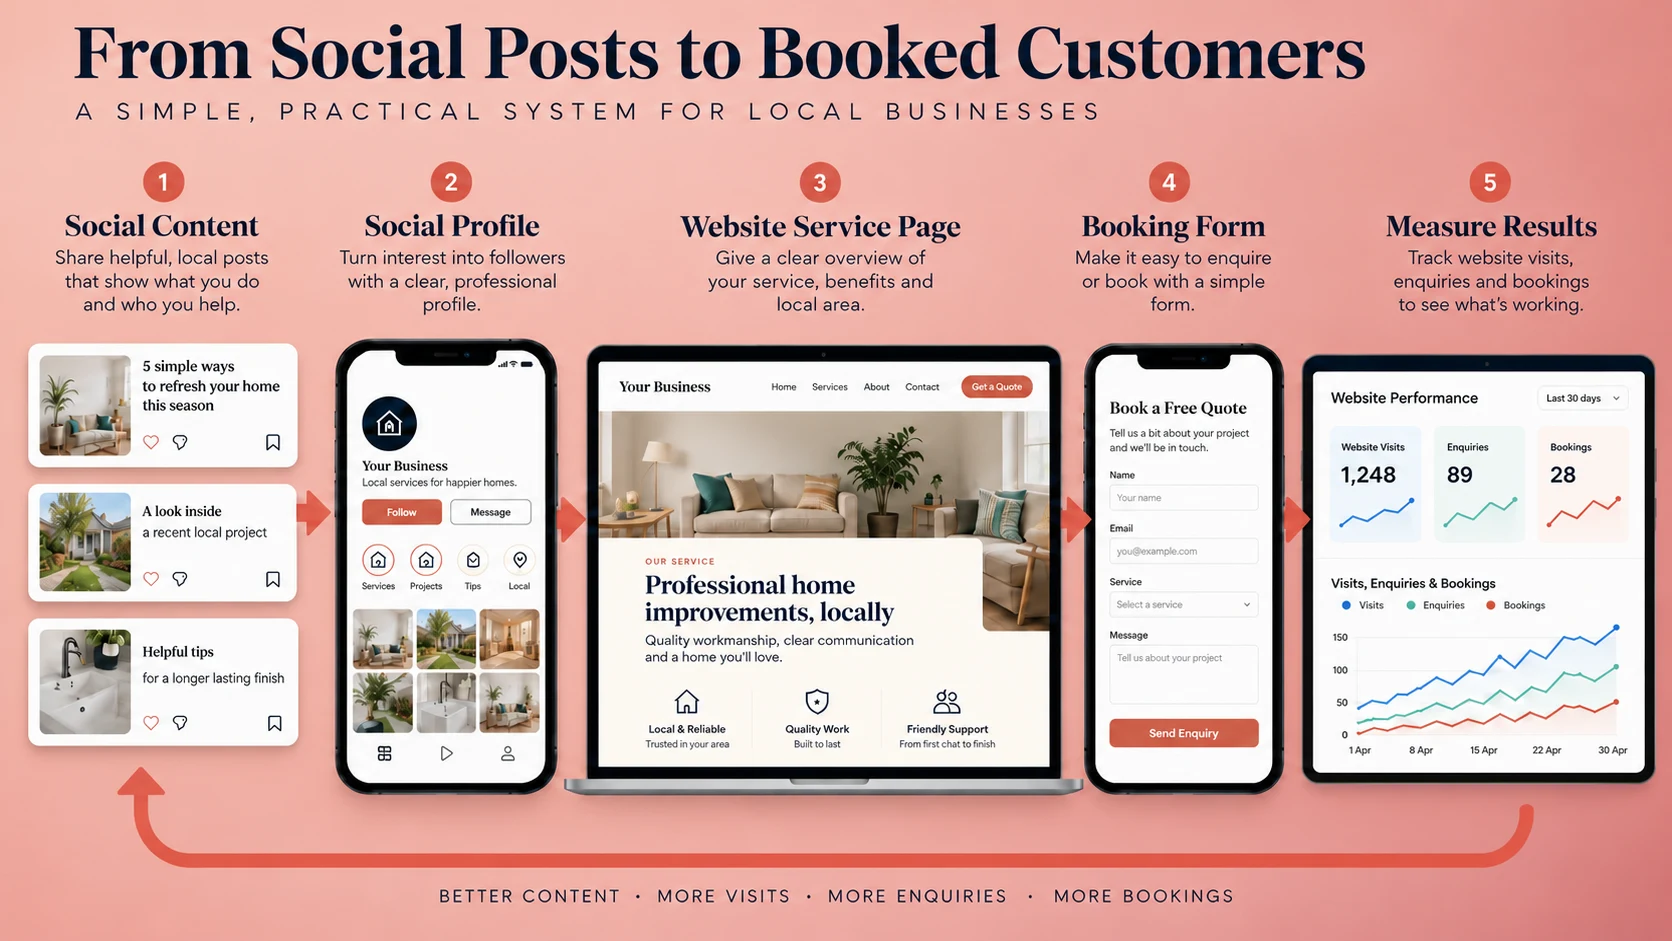 From Social Posts to Booked Customers
A SIMPLE, PRACTICAL SYSTEM FOR LOCAL BUSINESSES
1
Social Content
Share helpful, local posts
that show what you do
and who you help.
5 simple ways
to refresh your home
this season
A look inside
a recent local project
Helpful tips
for a longer lasting finish
2
Social Profile
Turn interest into followers
with a clear, professional
profile.
Your Business
Local services for happier homes.
Follow
Message
Services
Projects
Tips
Local
3
Website Service Page
Give a clear overview of
your service, benefits and
local area.
Your Business
Home
Services
About
Contact
Get a Quote
OUR SERVICE
Professional home
improvements, locally
Quality workmanship, clear communication
and a home you'll love.
Local & Reliable
Trusted in your area
Quality Work
Built to last
Friendly Support
From first chat to finish
4
Booking Form
Make it easy to enquire
or book with a simple
form.
Book a Free Quote
Tell us a bit about your project
and we'll be in touch.
Name
Your name
Email
you@example.com
Service
Select a service
Message
Tell us about your project
Send Enquiry
5
Measure Results
Track website visits,
enquiries and bookings
to see what's working.
Website Performance
Last 30 days
Website Visits
1,248
Enquiries
89
Bookings
28
Visits, Enquiries & Bookings
Visits
Enquiries
Bookings
150
100
50
0
1 Apr
8 Apr
15 Apr
22 Apr
30 Apr
BETTER CONTENT • MORE VISITS • MORE ENQUIRIES • MORE BOOKINGS